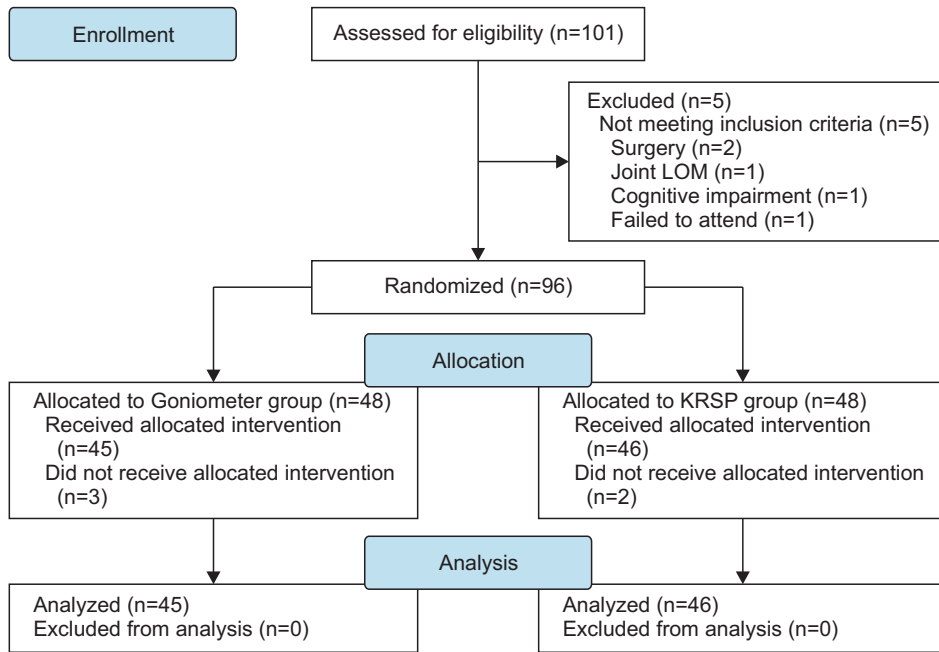 Enrollment
Assessed for eligibility (n=101)
Excluded (n=5)
Not meeting inclusion criteria (n=5)
Surgery (n=2)
Joint LOM (n=1)
Cognitive impairment (n=1)
Failed to attend (n=1)
Randomized (n=96)
Allocation
Allocated to Goniometer group (n=48)
Received allocated intervention
(n=45)
Did not receive allocated intervention
(n=3)
Allocated to KRSP group (n=48)
Received allocated intervention
(n=46)
Did not receive allocated intervention
(n=2)
Analysis
Analyzed (n=45)
Excluded from analysis (n=0)
Analyzed (n=46)
Excluded from analysis (n=0)